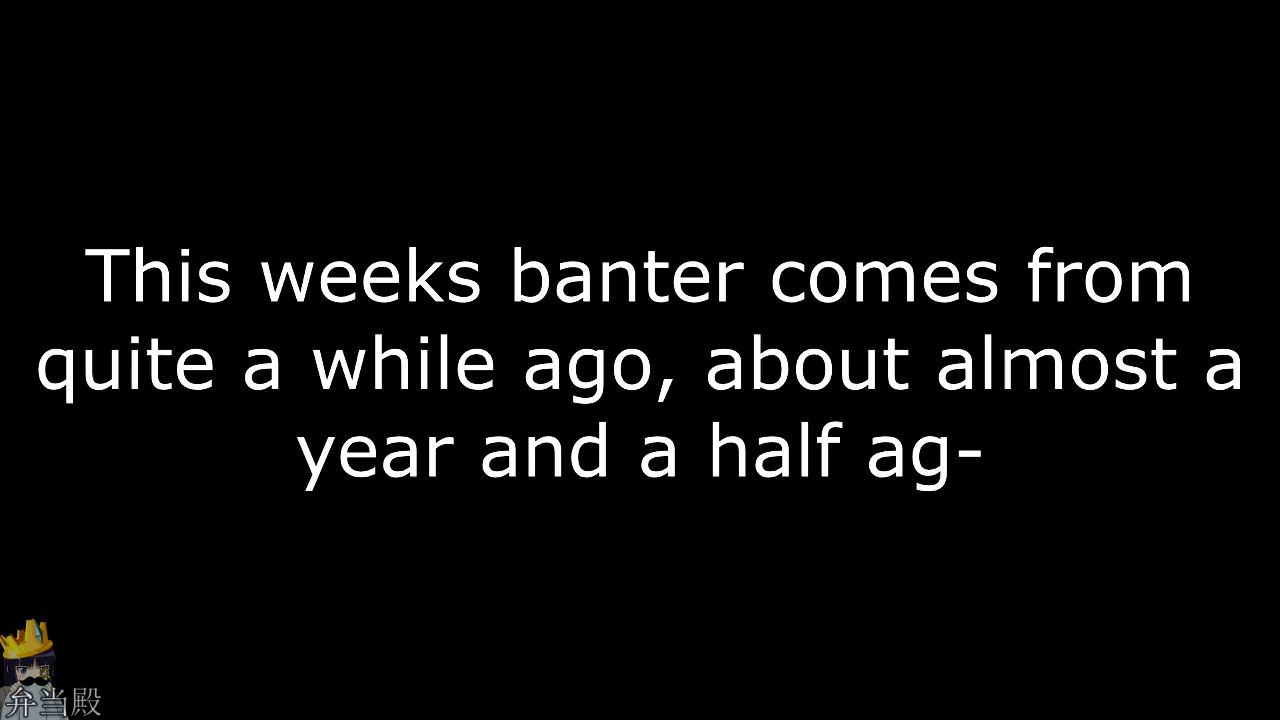 This weeks banter comes from
quite a while ago, about almost a
year and a half ag-
弁当殿